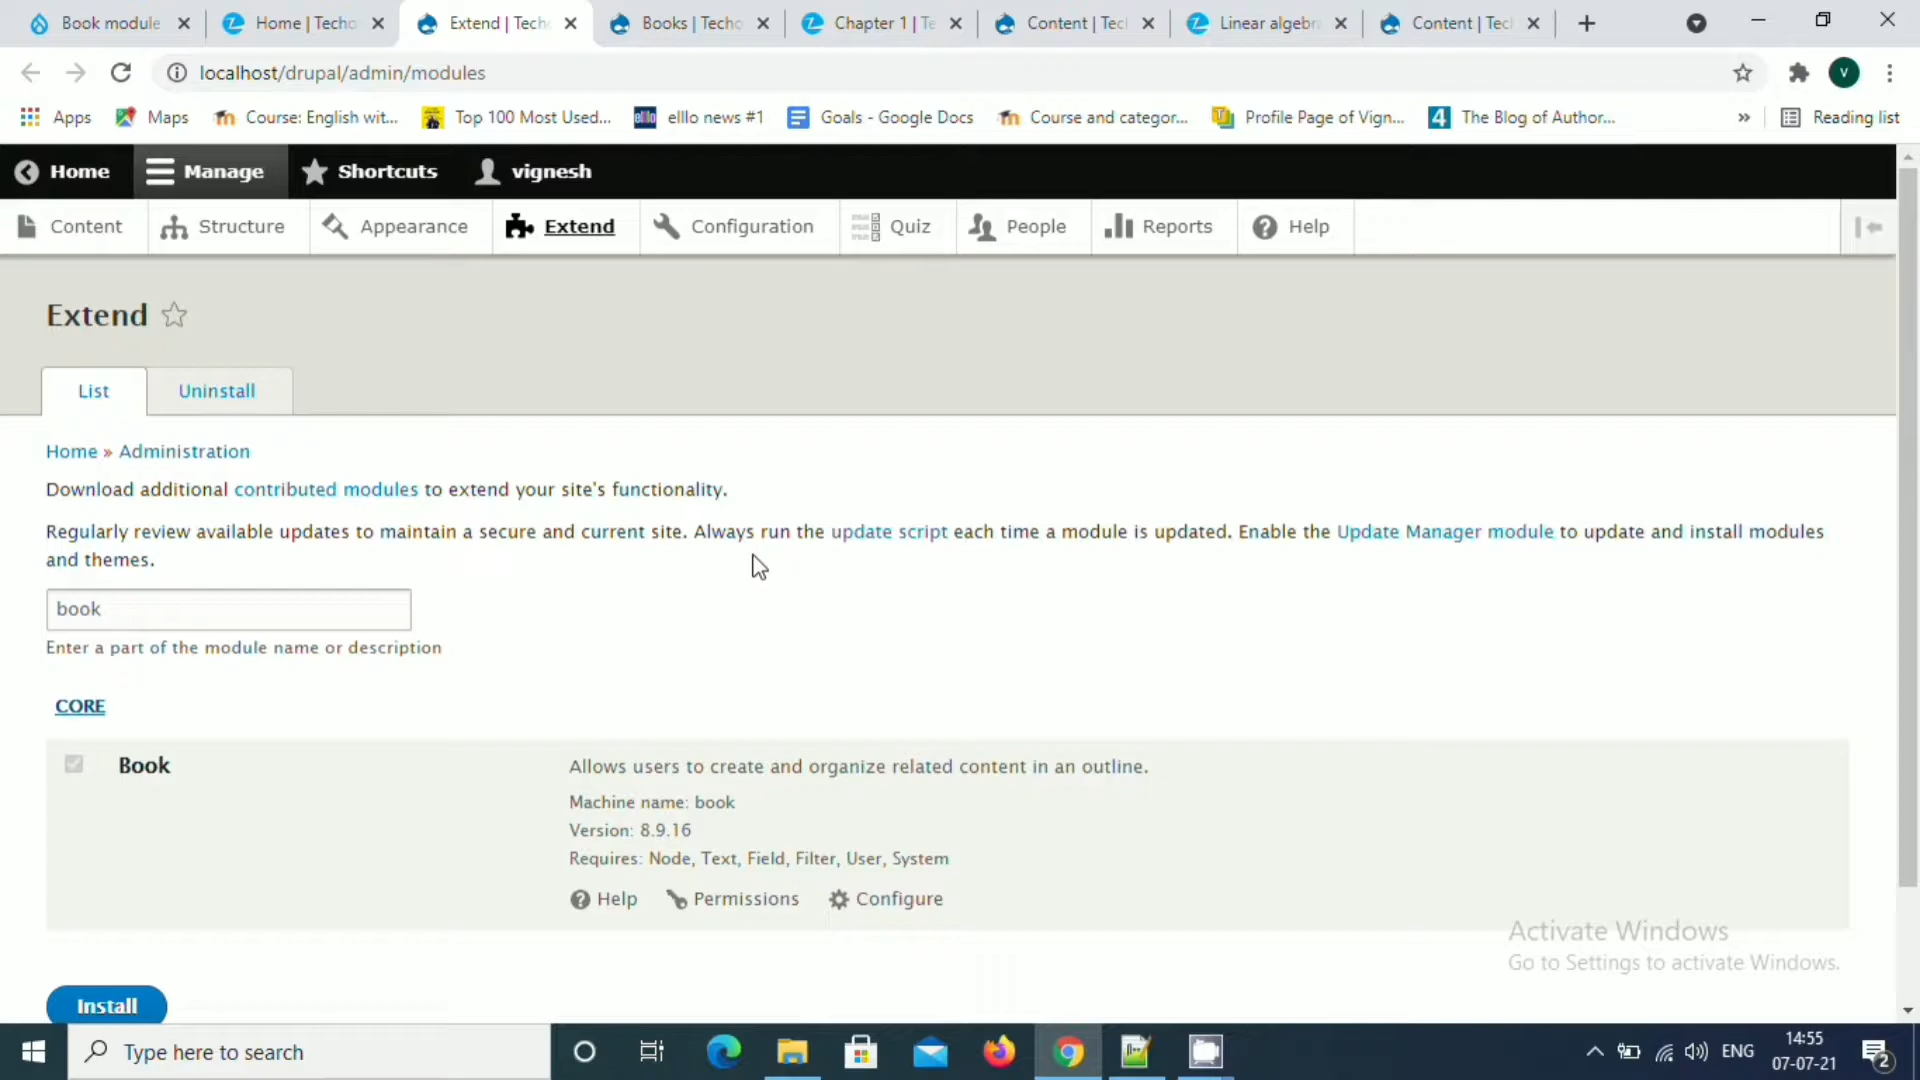 Book module
Home | Techo
Extend | Tech
Books | Techo
Chapter 1 | Te
Content | Tecl
Linear algebra
Content | Tecl
localhost/drupal/admin/modules
V
Apps
Maps
Course: English wit...
Top 100 Most Used...
elllo
elllo news #1
Goals - Google Docs
Course and categor...
Profile Page of Vign...
4
The Blog of Author...
»
Reading list
Home
Manage
Shortcuts
vignesh
Content
Structure
Appearance
Extend
Configuration
Quiz
People
Reports
Help
Extend
List
Uninstall
Home » Administration
Download additional contributed modules to extend your site's functionality.
Regularly review available updates to maintain a secure and current site. Always run the update script each time a module is updated. Enable the Update Manager module to update and install modules
and themes.
book
Enter a part of the module name or description
CORE
Book
Allows users to create and organize related content in an outline.
Machine name: book
Version: 8.9.16
Requires: Node, Text, Field, Filter, User, System
Help
Permissions
Configure
Activate Windows
Go to Settings to activate Windows.
Install
Type here to search
ENG
14:55
07-07-21
2